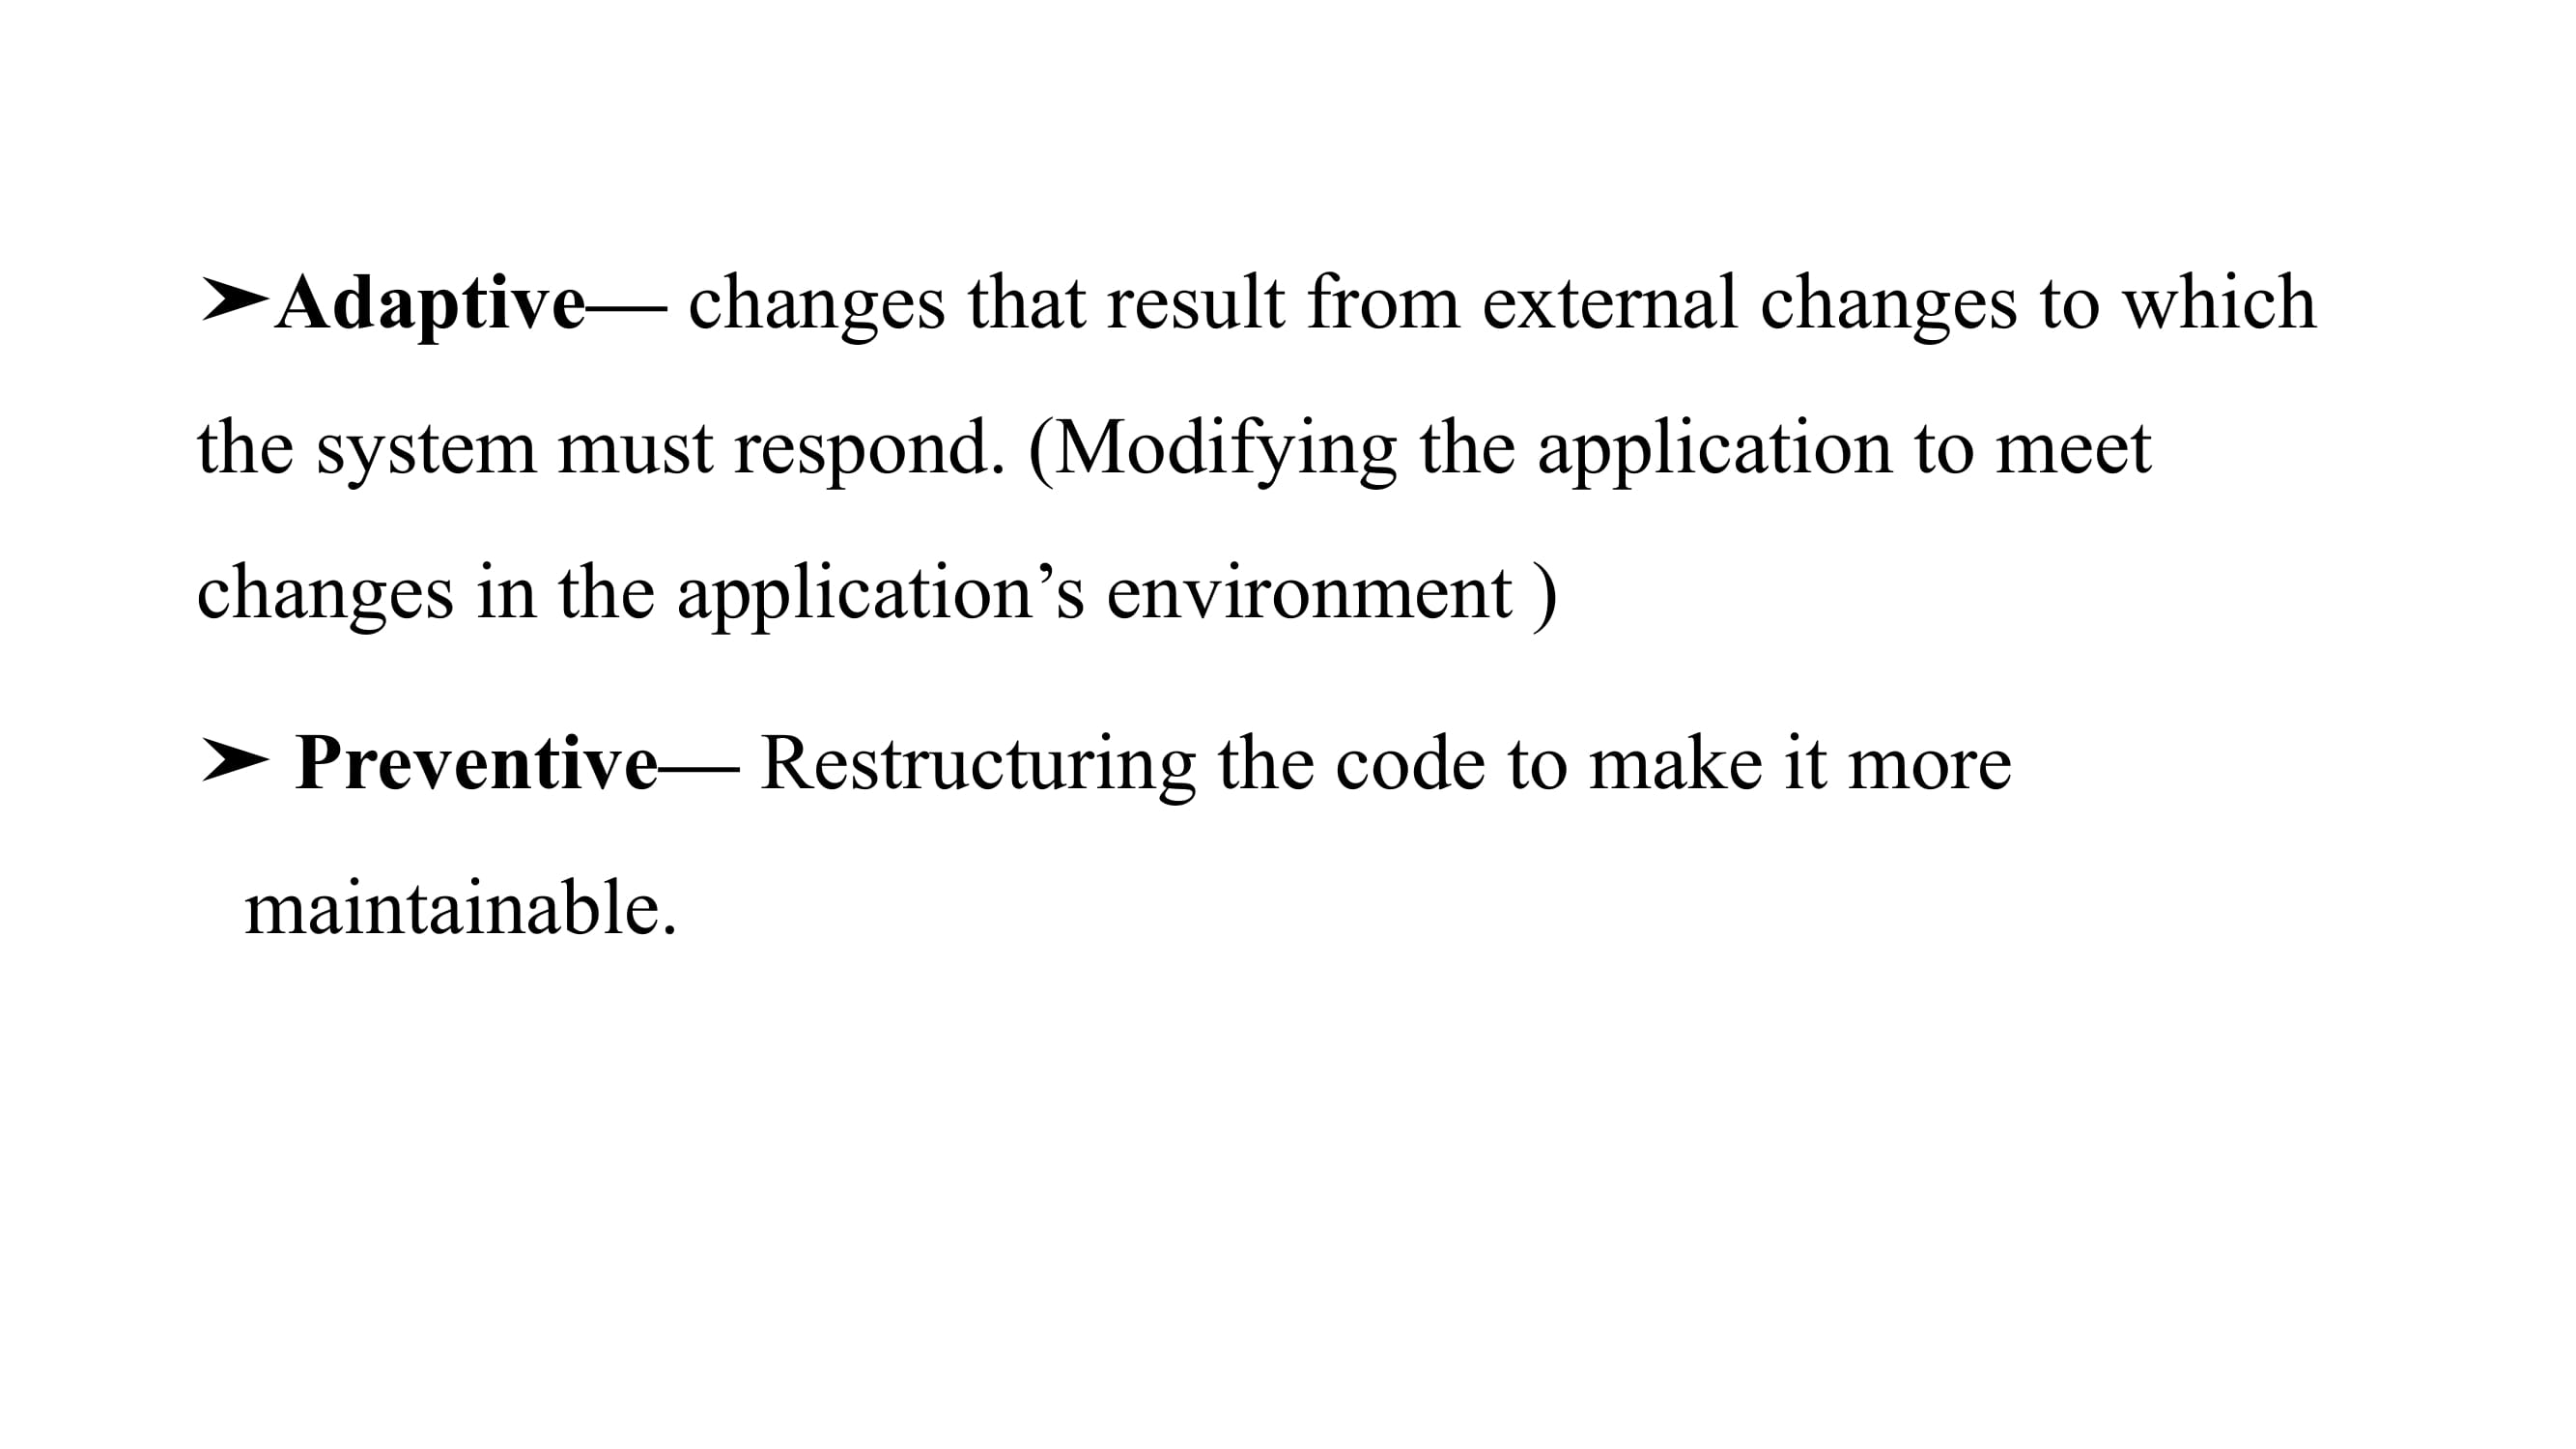 ➢Adaptive— changes that result from external changes to which
the system must respond. (Modifying the application to meet
changes in the application’s environment )
➢ Preventive— Restructuring the code to make it more
maintainable.